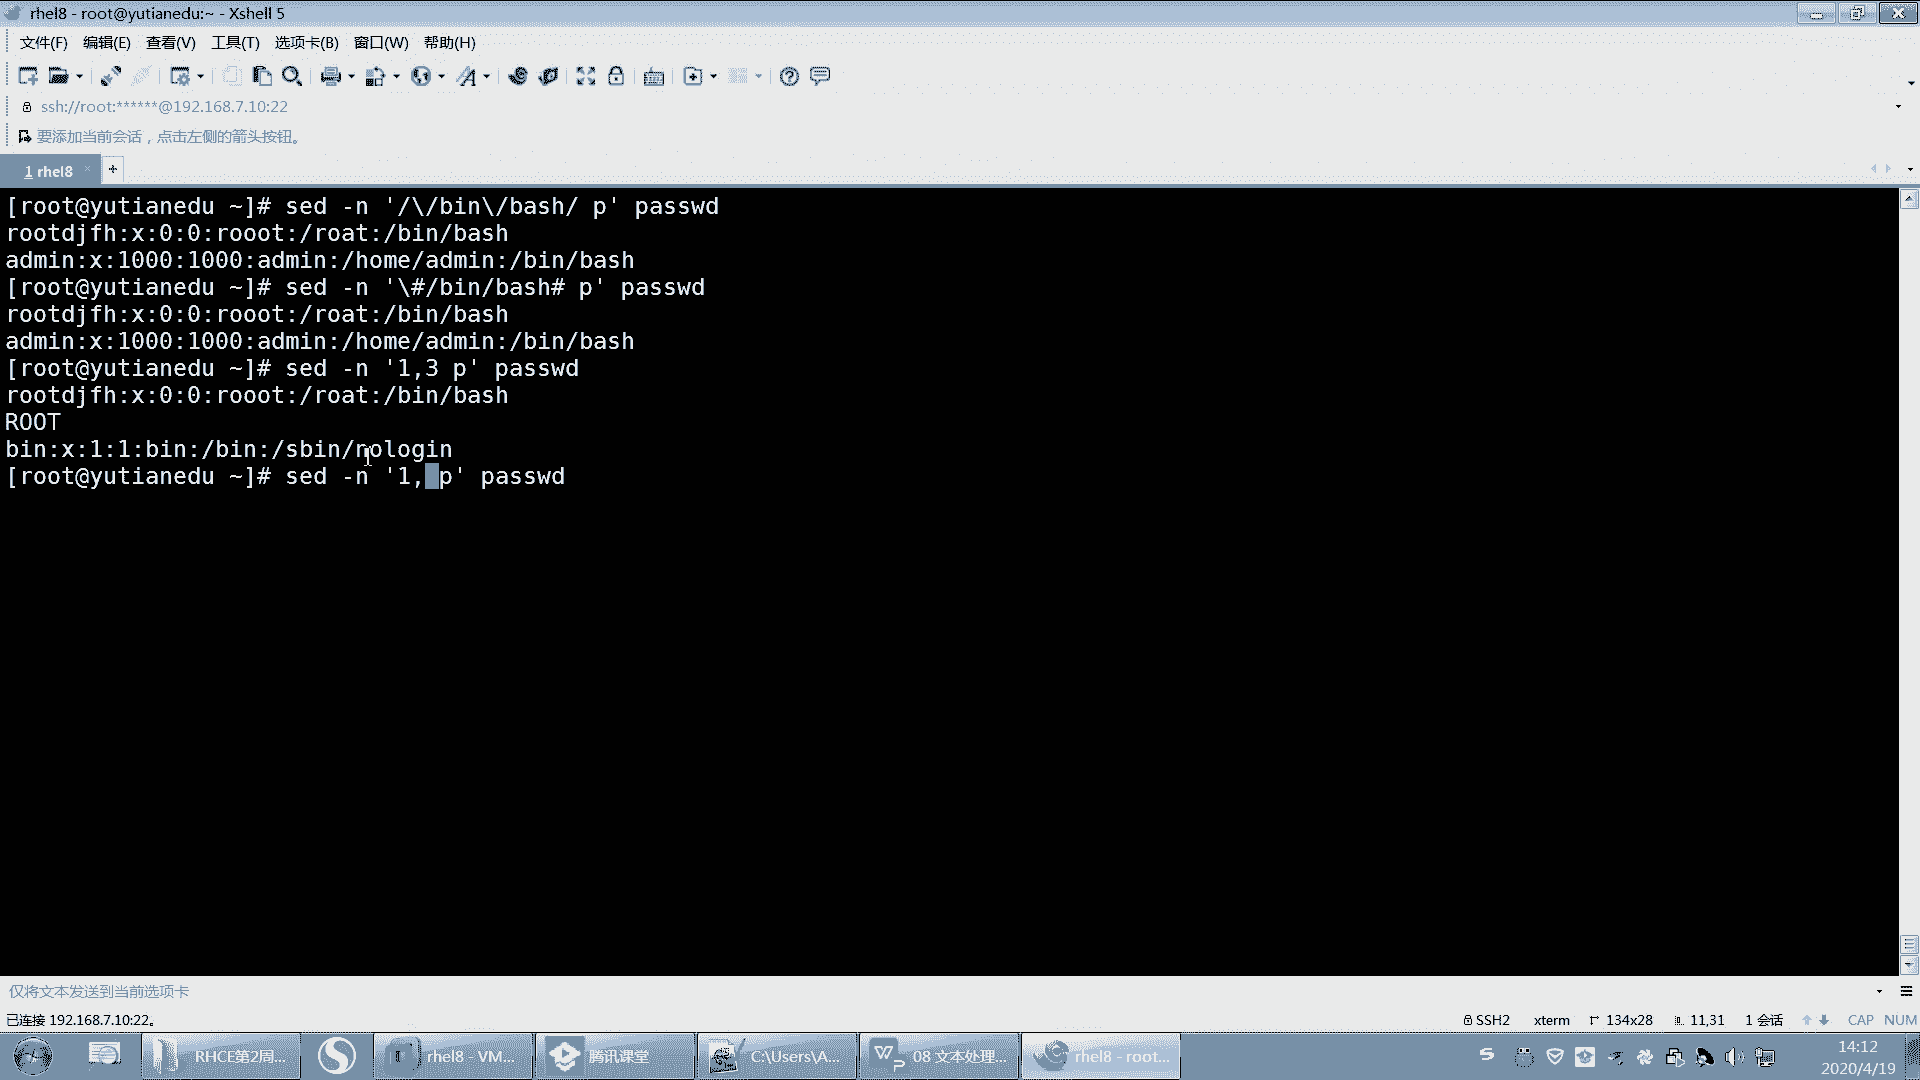 rhel8 - root@yutianedu:~ - Xshell 5
文件(F) 编辑(E) 查看(V) 工具(T) 选项卡(B) 窗口(W) 帮助(H)
ssh://root:******@192.168.7.10:22
要添加当前会话，点击左侧的箭头按钮。
1 rhel8
[root@yutianedu ~]# sed -n '/\/bin\/bash/ p' passwd
rootdjfh:x:0:0:rooot:/roat:/bin/bash
admin:x:1000:1000:admin:/home/admin:/bin/bash
[root@yutianedu ~]# sed -n '\#/bin/bash# p' passwd
rootdjfh:x:0:0:rooot:/roat:/bin/bash
admin:x:1000:1000:admin:/home/admin:/bin/bash
[root@yutianedu ~]# sed -n '1,3 p' passwd
rootdjfh:x:0:0:rooot:/roat:/bin/bash
ROOT
bin:x:1:1:bin:/bin:/sbin/nologin
[root@yutianedu ~]# sed -n '1, p' passwd
仅将文本发送到当前选项卡
已连接 192.168.7.10:22。 SSH2 xterm 134x28 11,31 1 会话 CAP NUM
RHCE第2周... rhel8 - VM... 腾讯课堂 C:\Users\A... 08 文本处理... rhel8 - root... 14:12
2020/4/19